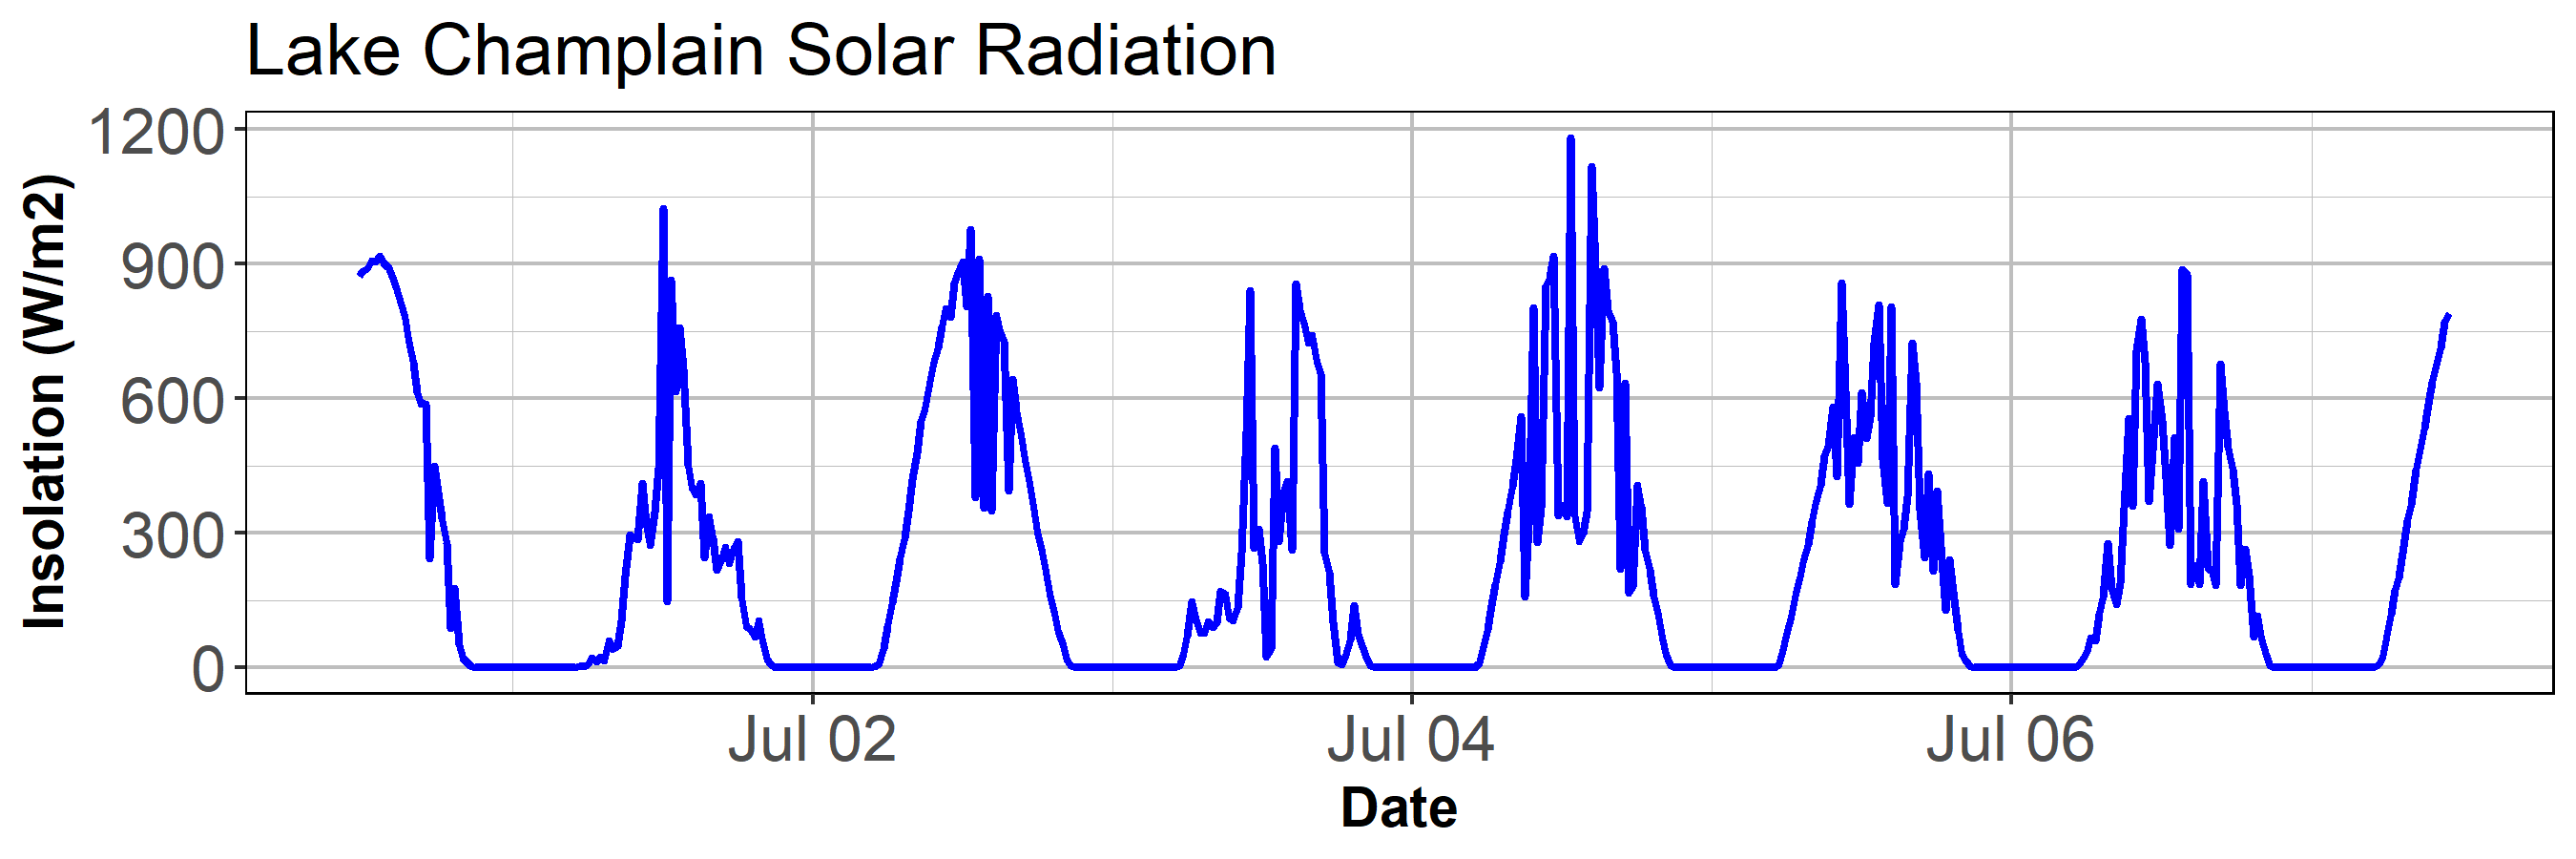 Lake Champlain Solar Radiation
1200
900
600
300
0
Insolation (W/m2)
Jul 02
Jul 04
Jul 06
Date